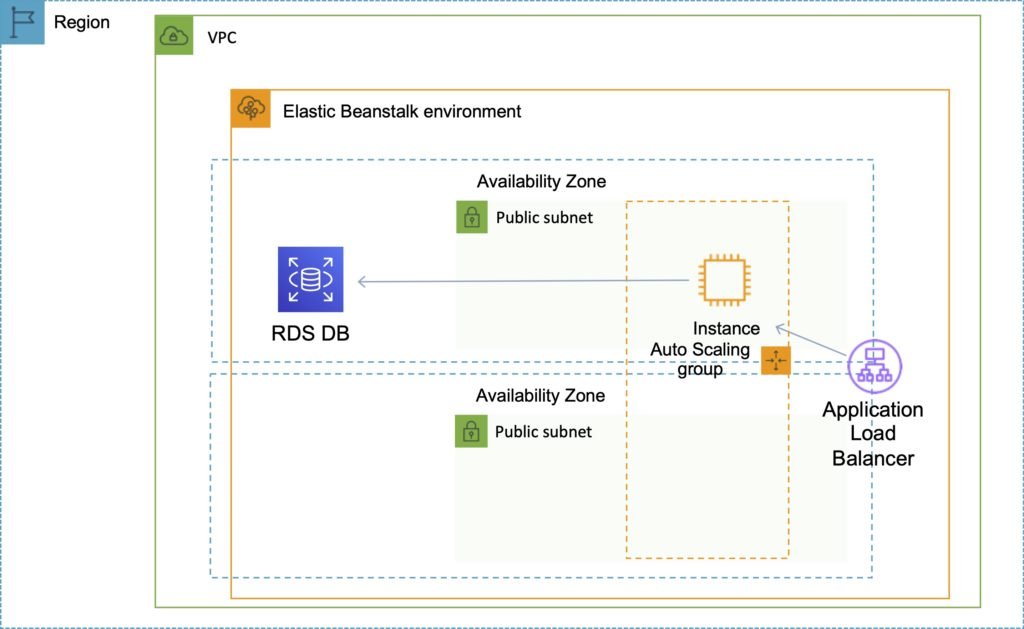 Region
VPC
Elastic Beanstalk environment
Availability Zone
Public subnet
RDS DB
Instance
Auto Scaling
group
Application
Load
Balancer
Availability Zone
Public subnet